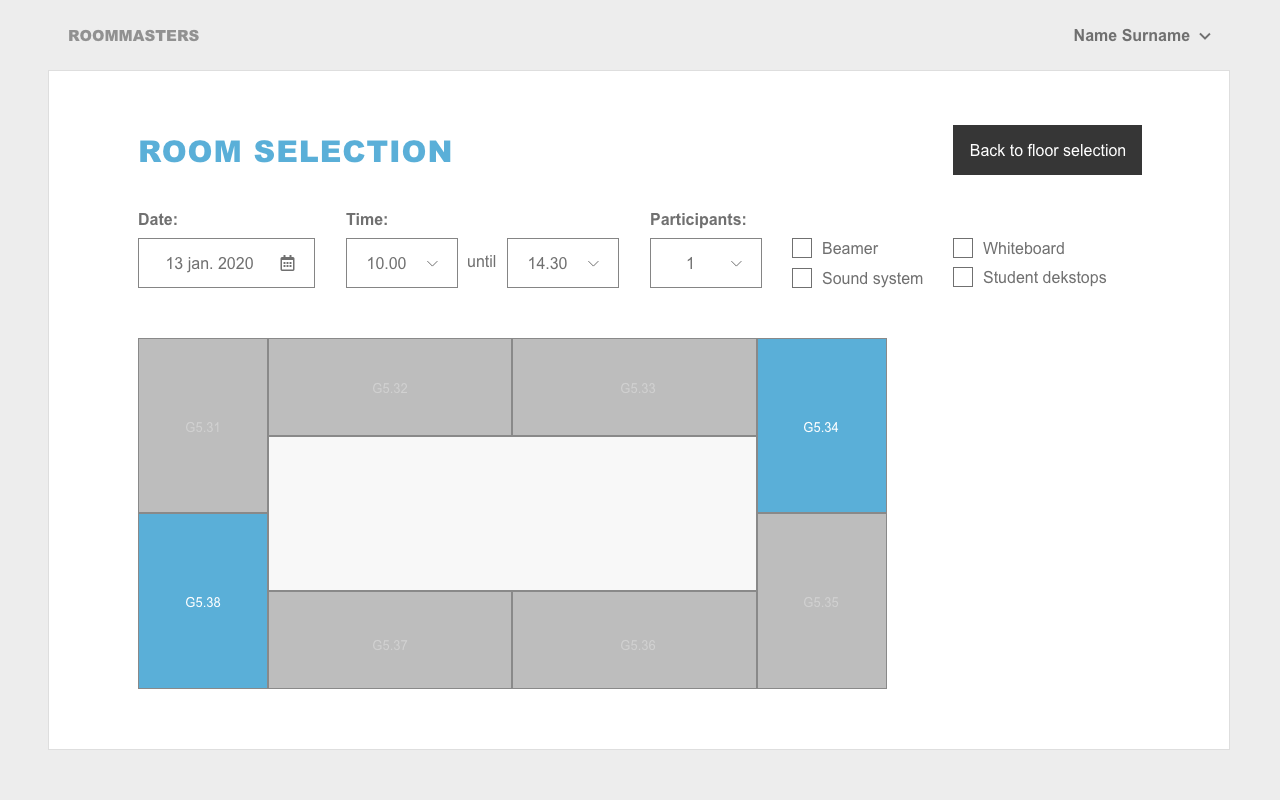 ROOMMASTERS
Name Surname
ROOM SELECTION
Back to floor selection
Date:
Time:
Participants:
13 jan. 2020
10.00
until
14.30
1
Beamer
Whiteboard
Sound system
Student dekstops
G5.31
G5.32
G5.33
G5.34
G5.38
G5.37
G5.36
G5.35